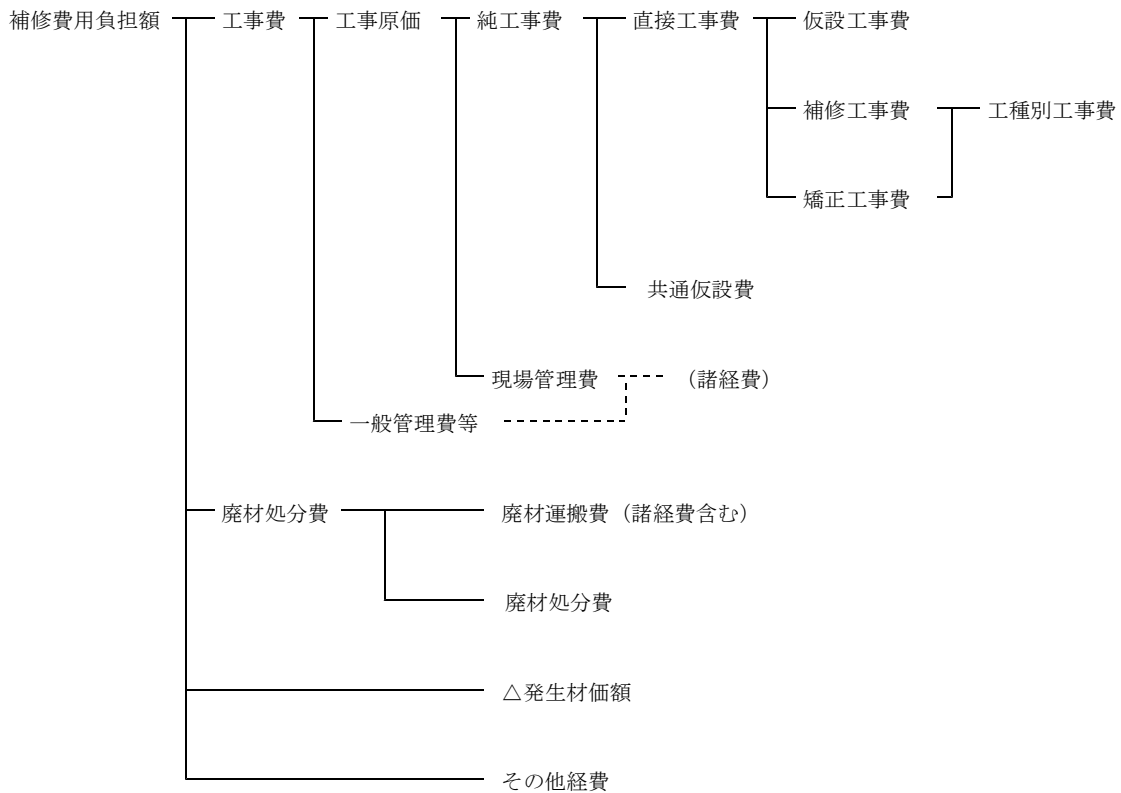 補修費用負担額 工事費 工事原価 純工事費 直接工事費 仮設工事費
補修工事費 工種別工事費
矯正工事費
共通仮設費
現場管理費 （諸経費）
一般管理費等
廃材処分費 廃材運搬費（諸経費含む）
廃材処分費
△発生材価額
その他経費